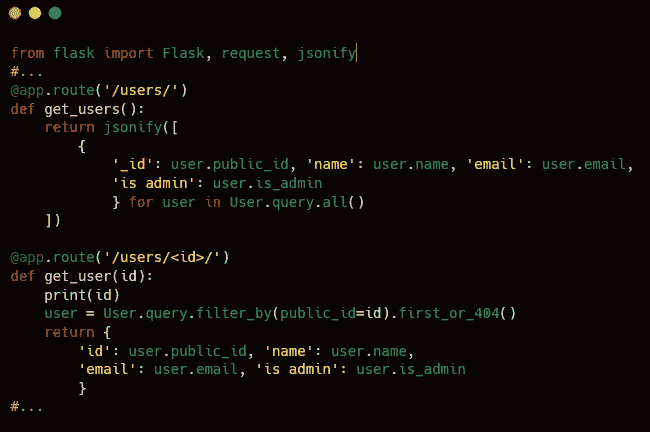 from flask import Flask, request, jsonify
#...
@app.route('/users/')
def get_users():
    return jsonify([
        {
            '_id': user.public_id, 'name': user.name, 'email': user.email,
            'is admin': user.is_admin
            } for user in User.query.all()
    ])

@app.route('/users/<id>/')
def get_user(id):
    print(id)
    user = User.query.filter_by(public_id=id).first_or_404()
    return {
        'id': user.public_id, 'name': user.name,
        'email': user.email, 'is admin': user.is_admin
        }
#...